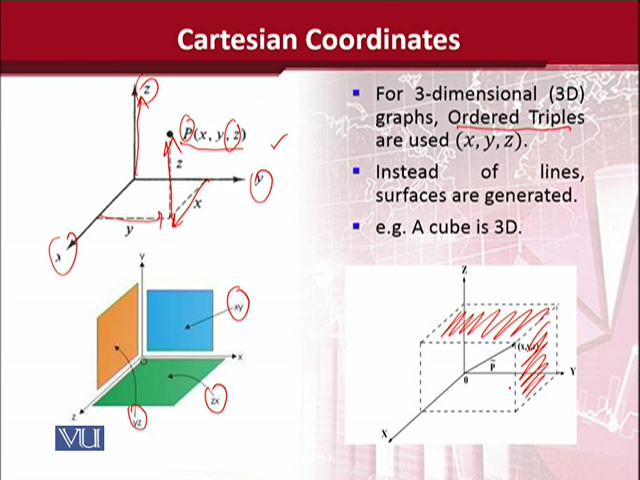 Cartesian Coordinates
z
P(x, y, z)
z
y
x
y
x
▪ For 3-dimensional (3D)
graphs, Ordered Triples
are used (x, y, z).
▪ Instead of lines,
surfaces are generated.
▪ e.g. A cube is 3D.
Y
xy
X
O
Z
yz
zx
VU
Z
(x,y,z)
P
0
Y
X